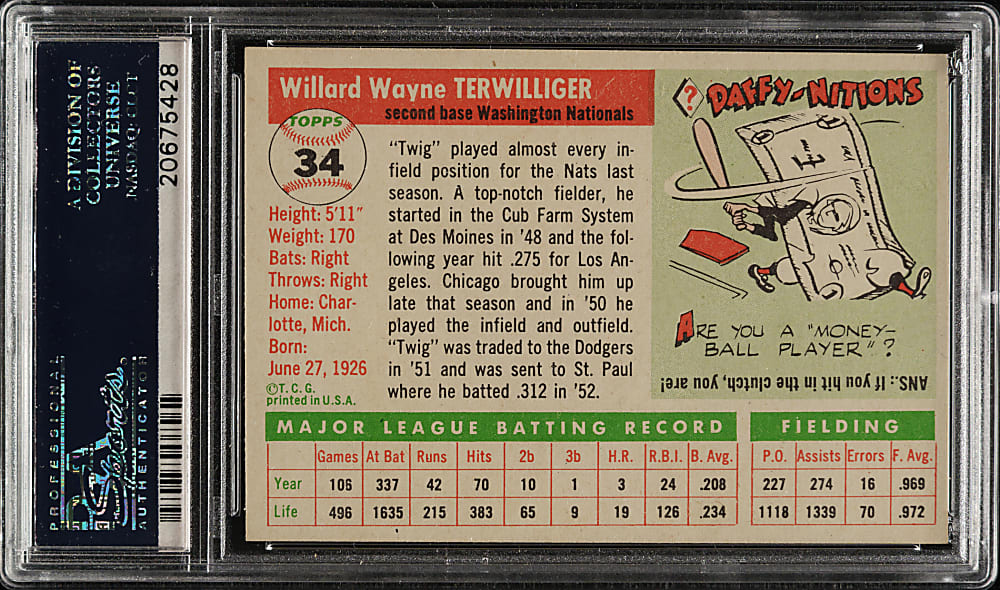 A DIVISION OF
COLLECTORS
UNIVERSE
NASDAQ: CLCT
20675428
PROFESSIONAL
AUTHENTICATOR
Willard Wayne TERWILLIGER
second base Washington Nationals
TOPPS
34
Height: 5'11"
Weight: 170
Bats: Right
Throws: Right
Home: Char-
lotte, Mich.
Born:
June 27, 1926
©T. C. G.
printed in U.S.A.
"Twig" played almost every in-
field position for the Nats last
season. A top-notch fielder, he
started in the Cub Farm System
at Des Moines in '48 and the fol-
lowing year hit .275 for Los An-
geles. Chicago brought him up
late that season and in '50 he
played the infield and outfield.
"Twig" was traded to the Dodgers
in '51 and was sent to St. Paul
where he batted .312 in '52.
? DAFFY-NITIONS
ARE YOU A "MONEY-
BALL PLAYER"?
ANS.: If you hit in the clutch, you are!
MAJOR LEAGUE BATTING RECORD FIELDING
Games At Bat Runs Hits 2b 3b H.R. R.B.I. B. Avg. P.O. Assists Errors F. Avg.
Year 106 337 42 70 10 1 3 24 .208 227 274 16 .969
Life 496 1635 215 383 65 9 19 126 .234 1118 1339 70 .972